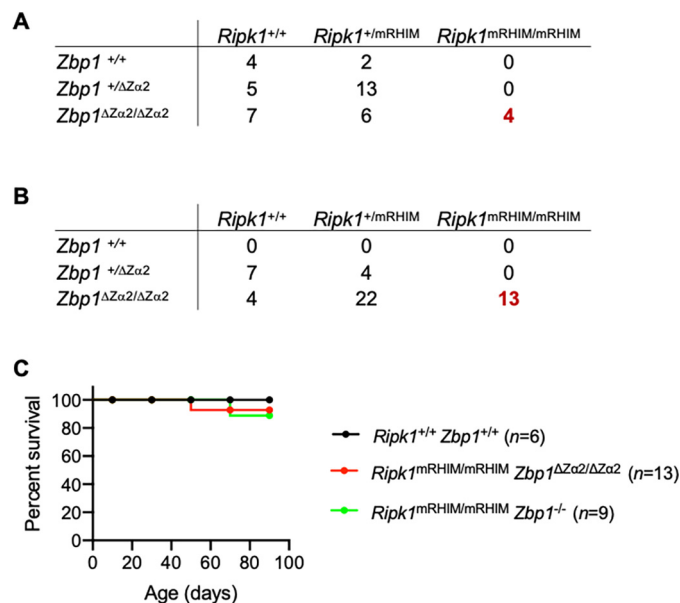 A
Ripk1+/+ Ripk1+/mRHIM Ripk1mRHIM/mRHIM
Zbp1 +/+ 4 2 0
Zbp1 +/ΔZα2 5 13 0
Zbp1ΔZα2/ΔZα2 7 6 4
B
Ripk1+/+ Ripk1+/mRHIM Ripk1mRHIM/mRHIM
Zbp1 +/+ 0 0 0
Zbp1 +/ΔZα2 7 4 0
Zbp1ΔZα2/ΔZα2 4 22 13
C
Percent survival
100
80
60
40
20
0
0 20 40 60 80 100
Age (days)
Ripk1+/+ Zbp1+/+ (n=6)
Ripk1mRHIM/mRHIM Zbp1ΔZα2/ΔZα2 (n=13)
Ripk1mRHIM/mRHIM Zbp1-/- (n=9)